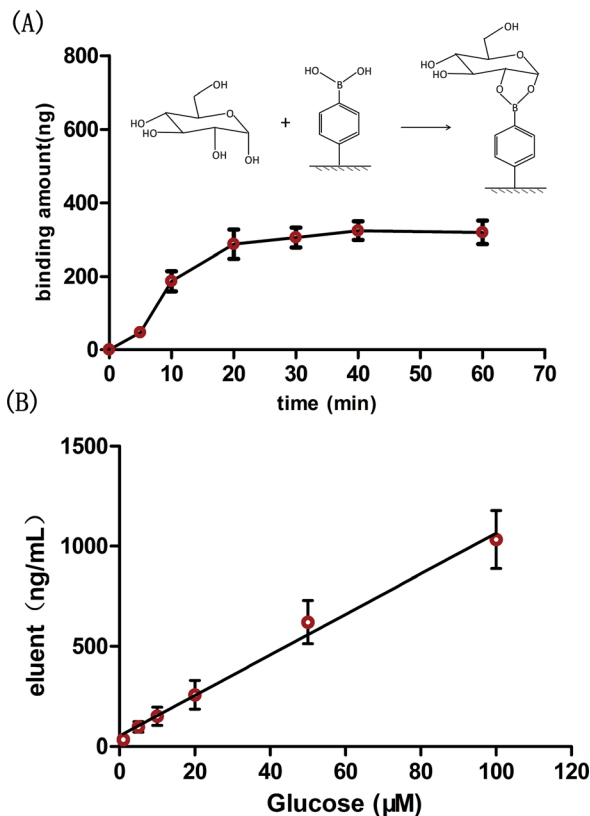 (A)
800
600
400
200
0
binding amount(ng)
0 10 20 30 40 50 60 70
time (min)
OH
HO
O
HO
OH
OH
+
HO
OH
B
HO
O
HO
HO
O
O
B
(B)
1500
1000
500
0
eluent（ng/mL）
0 20 40 60 80 100 120
Glucose (μM)